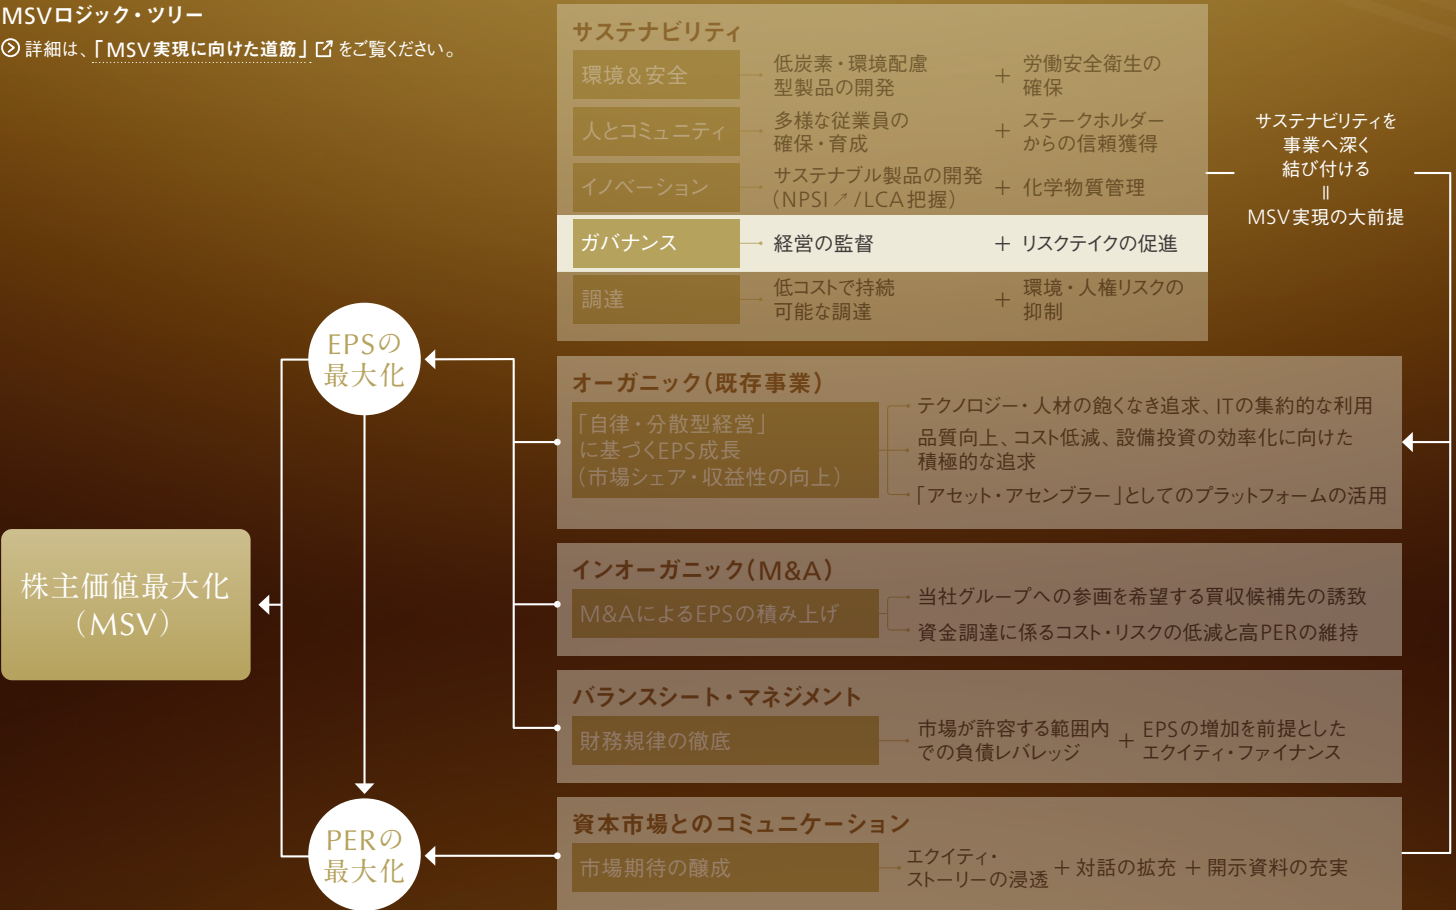 MSVロジック・ツリー
詳細は、「MSV実現に向けた道筋」をご覧ください。
サステナビリティ
環境&安全
低炭素・環境配慮
型製品の開発
+
労働安全衛生の
確保
人とコミュニティ
多様な従業員の
確保・育成
+
ステークホルダー
からの信頼獲得
イノベーション
サステナブル製品の開発
(NPSI↗/LCA把握)
+
化学物質管理
ガバナンス
経営の監督
+
リスクテイクの促進
調達
低コストで持続
可能な調達
+
環境・人権リスクの
抑制
サステナビリティを
事業へ深く
結び付ける
=
MSV実現の大前提
EPSの
最大化
オーガニック(既存事業)
「自律・分散型経営」
に基づくEPS成長
(市場シェア・収益性の向上)
テクノロジー・人材の飽くなき追求、ITの集約的な利用
品質向上、コスト低減、設備投資の効率化に向けた
積極的な追求
「アセット・アセンブラー」としてのプラットフォームの活用
株主価値最大化
(MSV)
インオーガニック(M&A)
M&AによるEPSの積み上げ
当社グループへの参画を希望する買収候補先の誘致
資金調達に係るコスト・リスクの低減と高PERの維持
バランスシート・マネジメント
財務規律の徹底
市場が許容する範囲内
での負債レバレッジ
+
EPSの増加を前提とした
エクイティ・ファイナンス
PERの
最大化
資本市場とのコミュニケーション
市場期待の醸成
エクイティ・
ストーリーの浸透
+対話の拡充+開示資料の充実